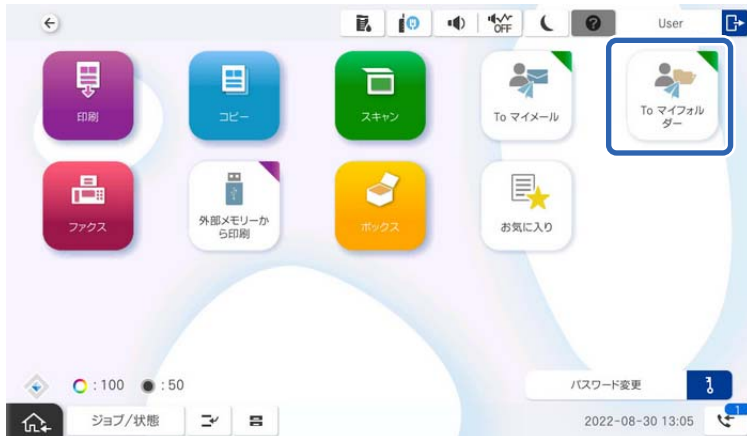 OFF
User
印刷
コピー
スキャン
To マイメール
To マイフォル
ダー
ファクス
外部メモリーか
ら印刷
ボックス
お気に入り
:100 :50
パスワード変更
ジョブ/状態
2022-08-30 13:05
1